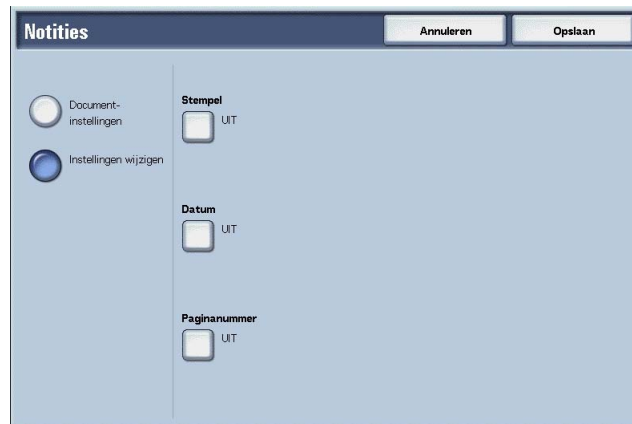 Notities
Annuleren
Opslaan
Document-
instellingen
Instellingen wijzigen
Stempel
UIT
Datum
UIT
Paginanummer
UIT